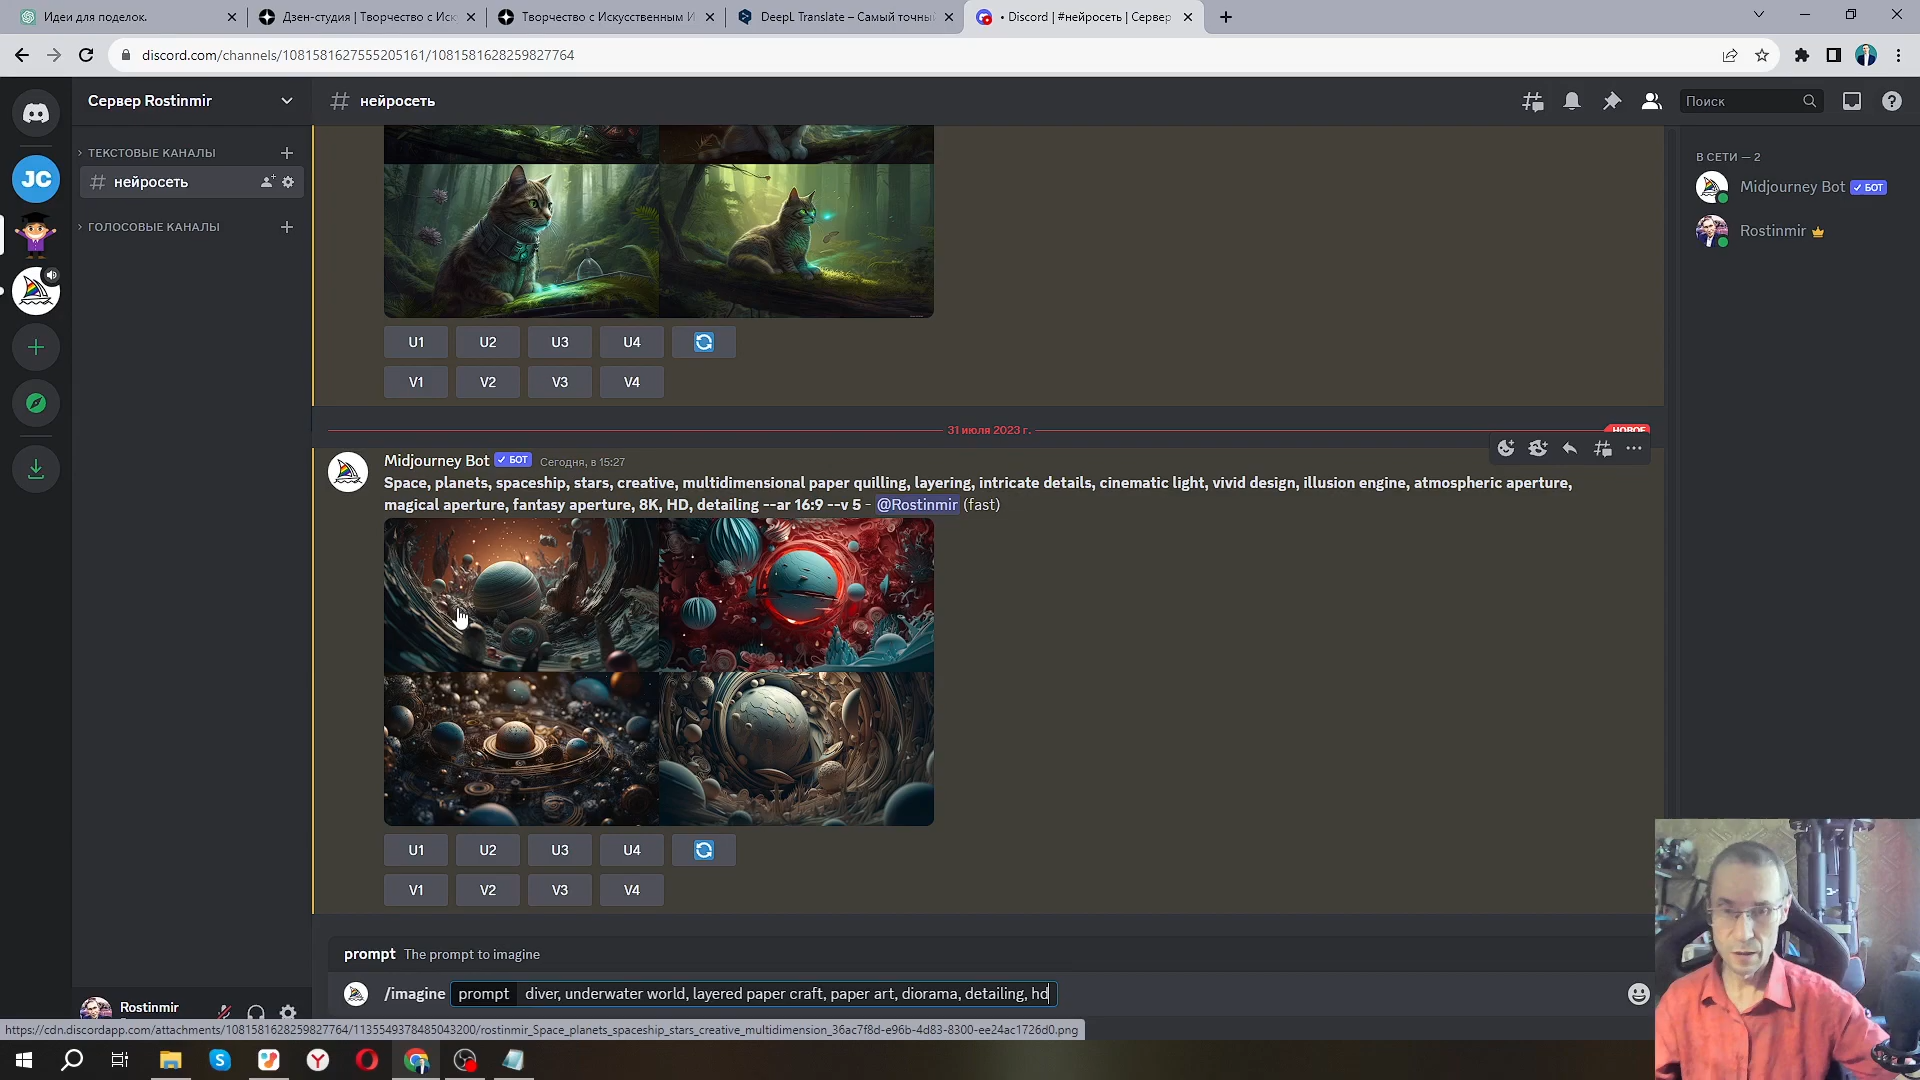 Идеи для поделок.
Дзен-студия | Творчество с Иск
Творчество с Искусственным И
DeepL Translate – Самый точный
• Discord | #нейросеть | Сервер
discord.com/channels/1081581627555205161/1081581628259827764
Сервер Rostinmir
нейросеть
Поиск
ТЕКСТОВЫЕ КАНАЛЫ
нейросеть
ГОЛОСОВЫЕ КАНАЛЫ
JC
В СЕТИ — 2
Midjourney Bot ✓ БОТ
Rostinmir
U1 U2 U3 U4
V1 V2 V3 V4
31 июля 2023 г.
НОВОЕ
Midjourney Bot ✓ БОТ Сегодня, в 15:27
Space, planets, spaceship, stars, creative, multidimensional paper quilling, layering, intricate details, cinematic light, vivid design, illusion engine, atmospheric aperture,
magical aperture, fantasy aperture, 8K, HD, detailing --ar 16:9 --v 5 - @Rostinmir (fast)
U1 U2 U3 U4
V1 V2 V3 V4
prompt The prompt to imagine
/imagine prompt diver, underwater world, layered paper craft, paper art, diorama, detailing, hd
Rostinmir
https://cdn.discordapp.com/attachments/1081581628259827764/1135549378485043200/rostinmir_Space_planets_spaceship_stars_creative_multidimension_36ac7f8d-e96b-4d83-8300-ee24ac1726d0.png